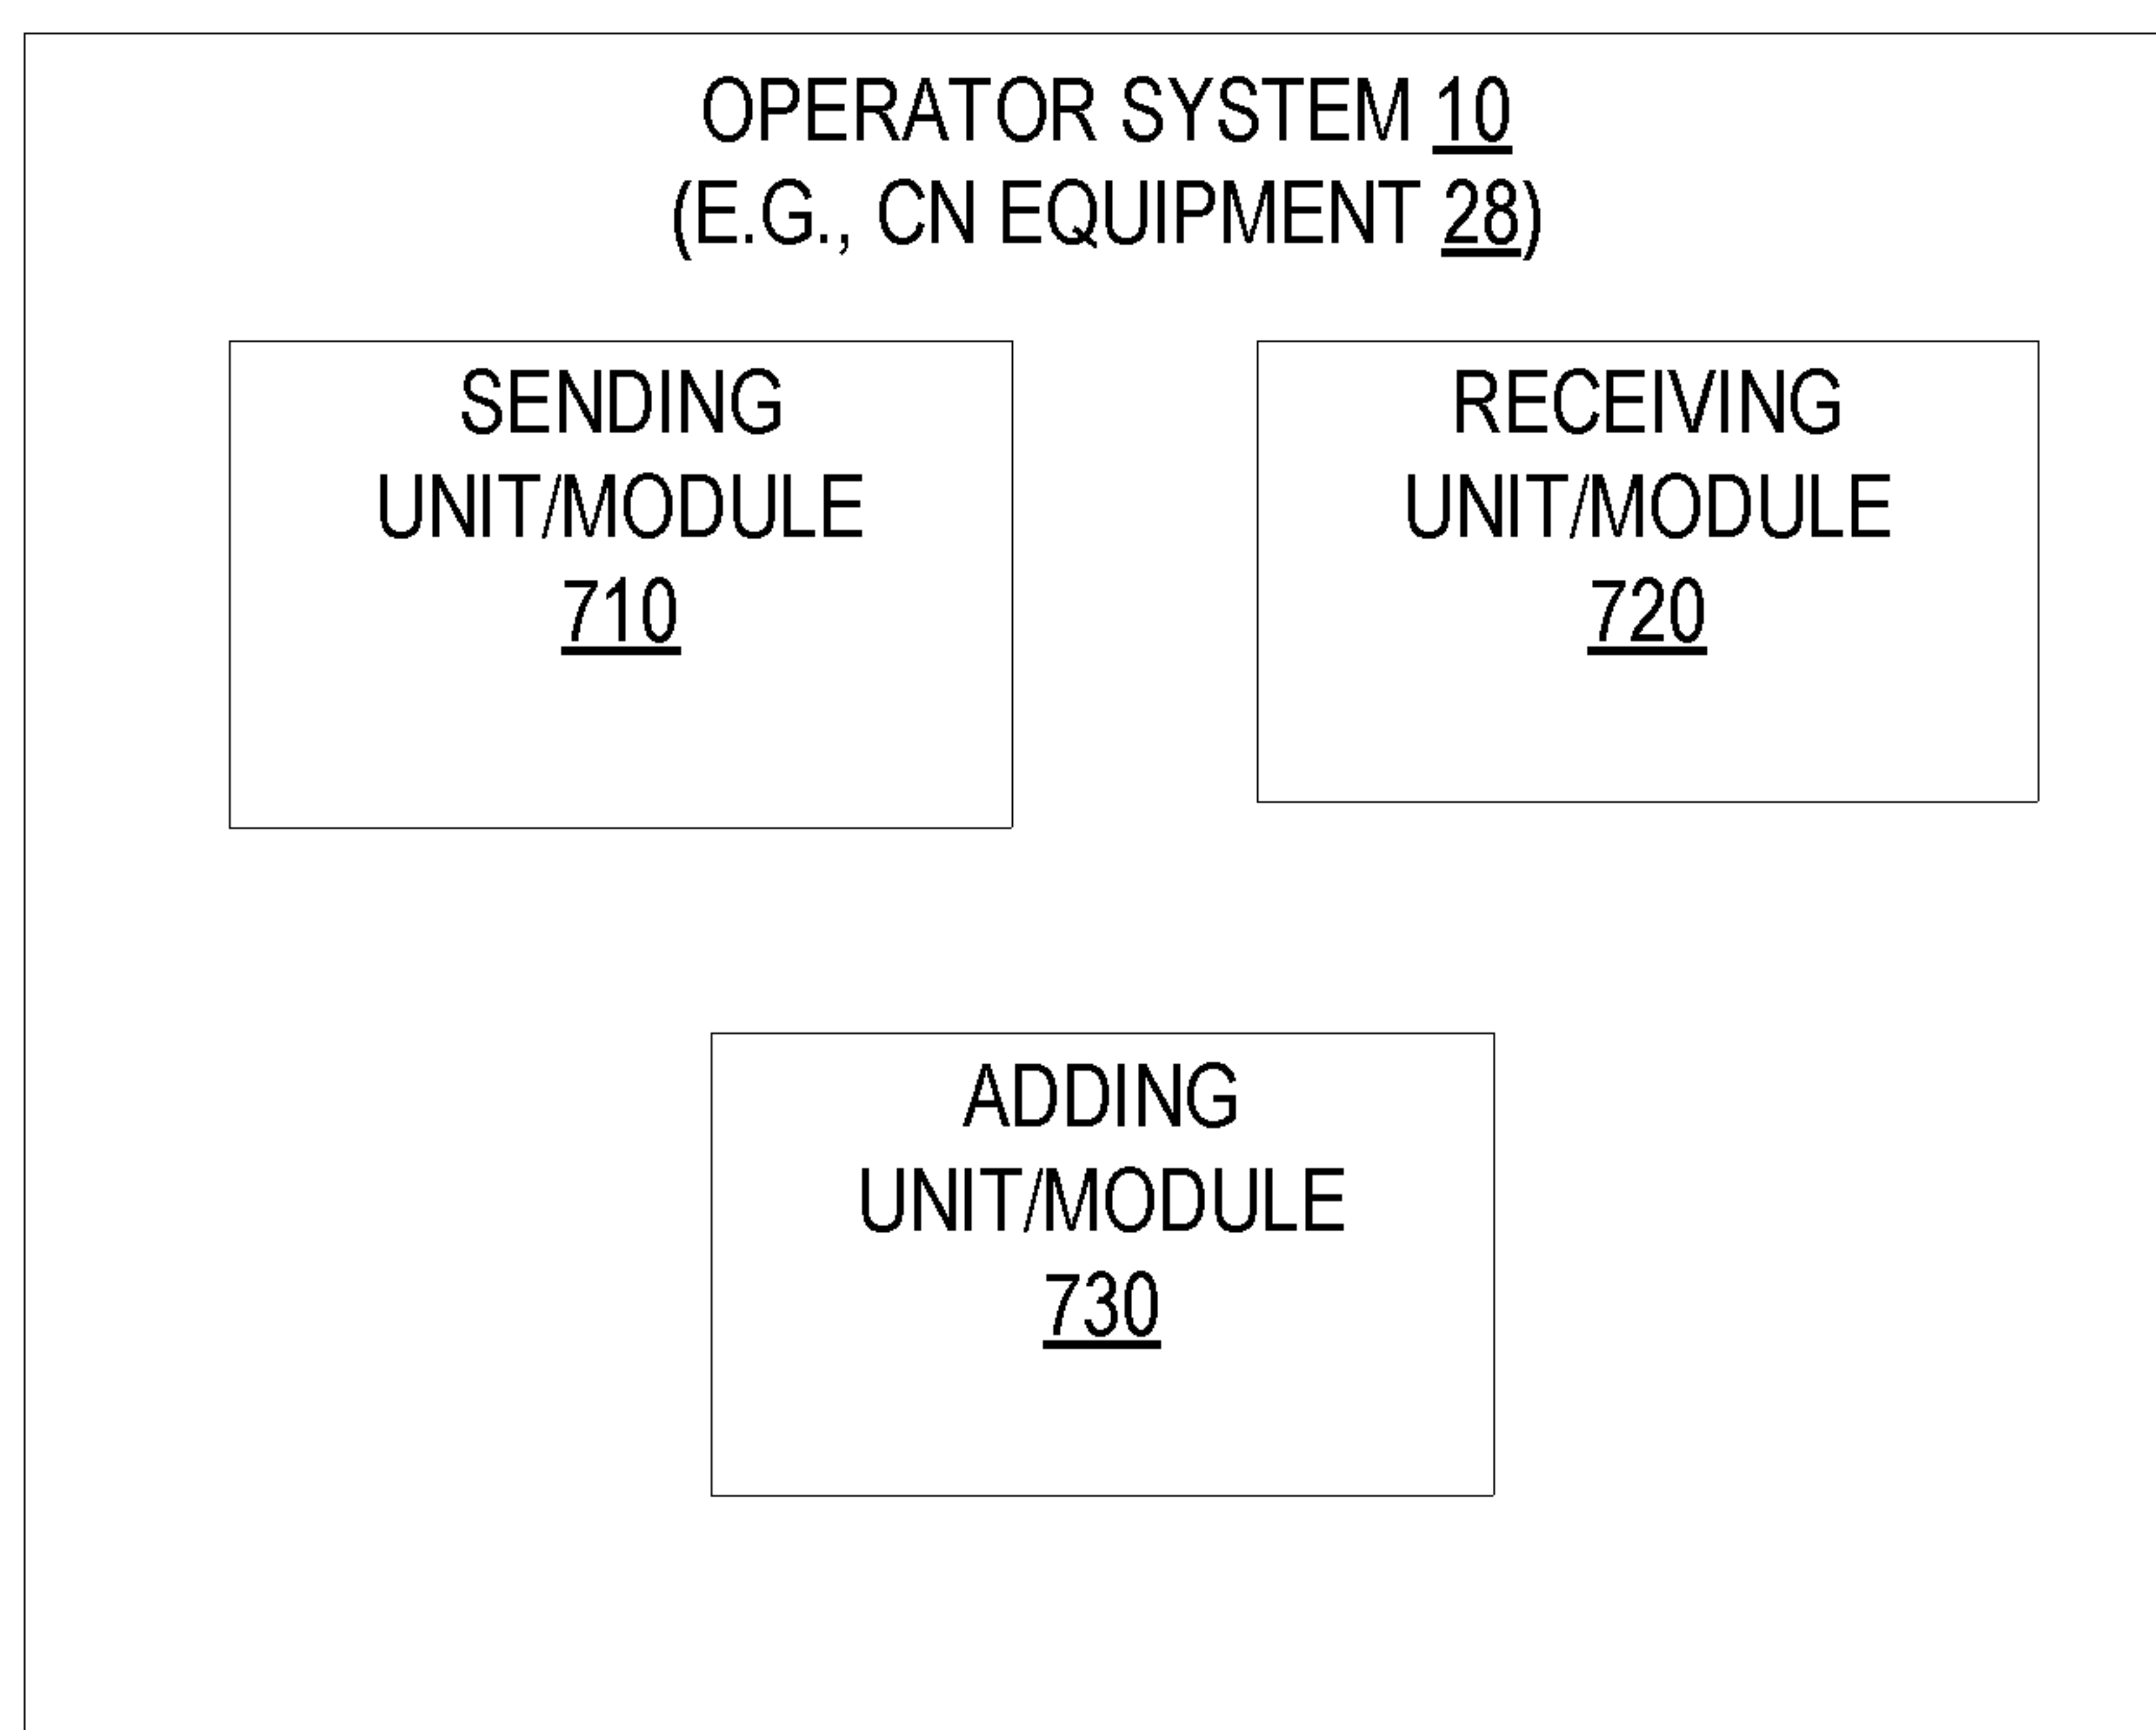 OPERATOR SYSTEM 10
(E.G., CN EQUIPMENT 28)
SENDING
UNIT/MODULE
710
RECEIVING
UNIT/MODULE
720
ADDING
UNIT/MODULE
730